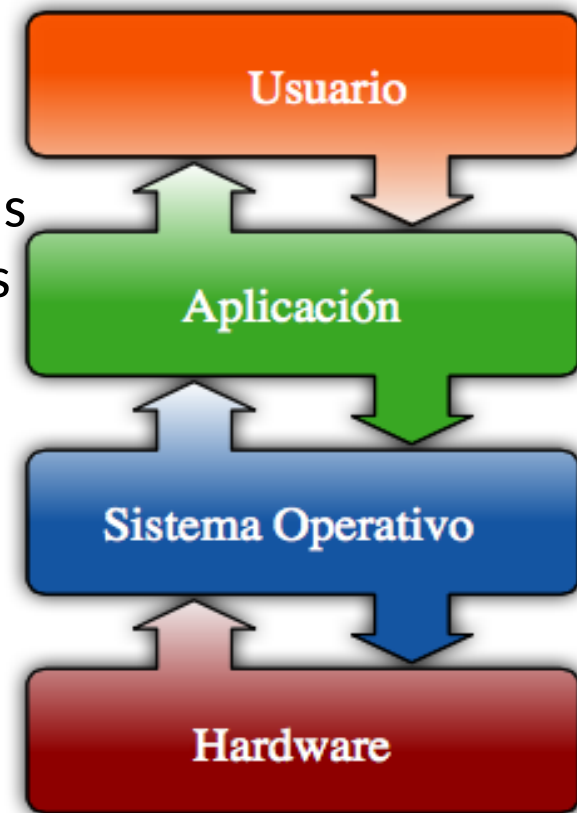 Usuario
s
s
Aplicación
Sistema Operativo
Hardware